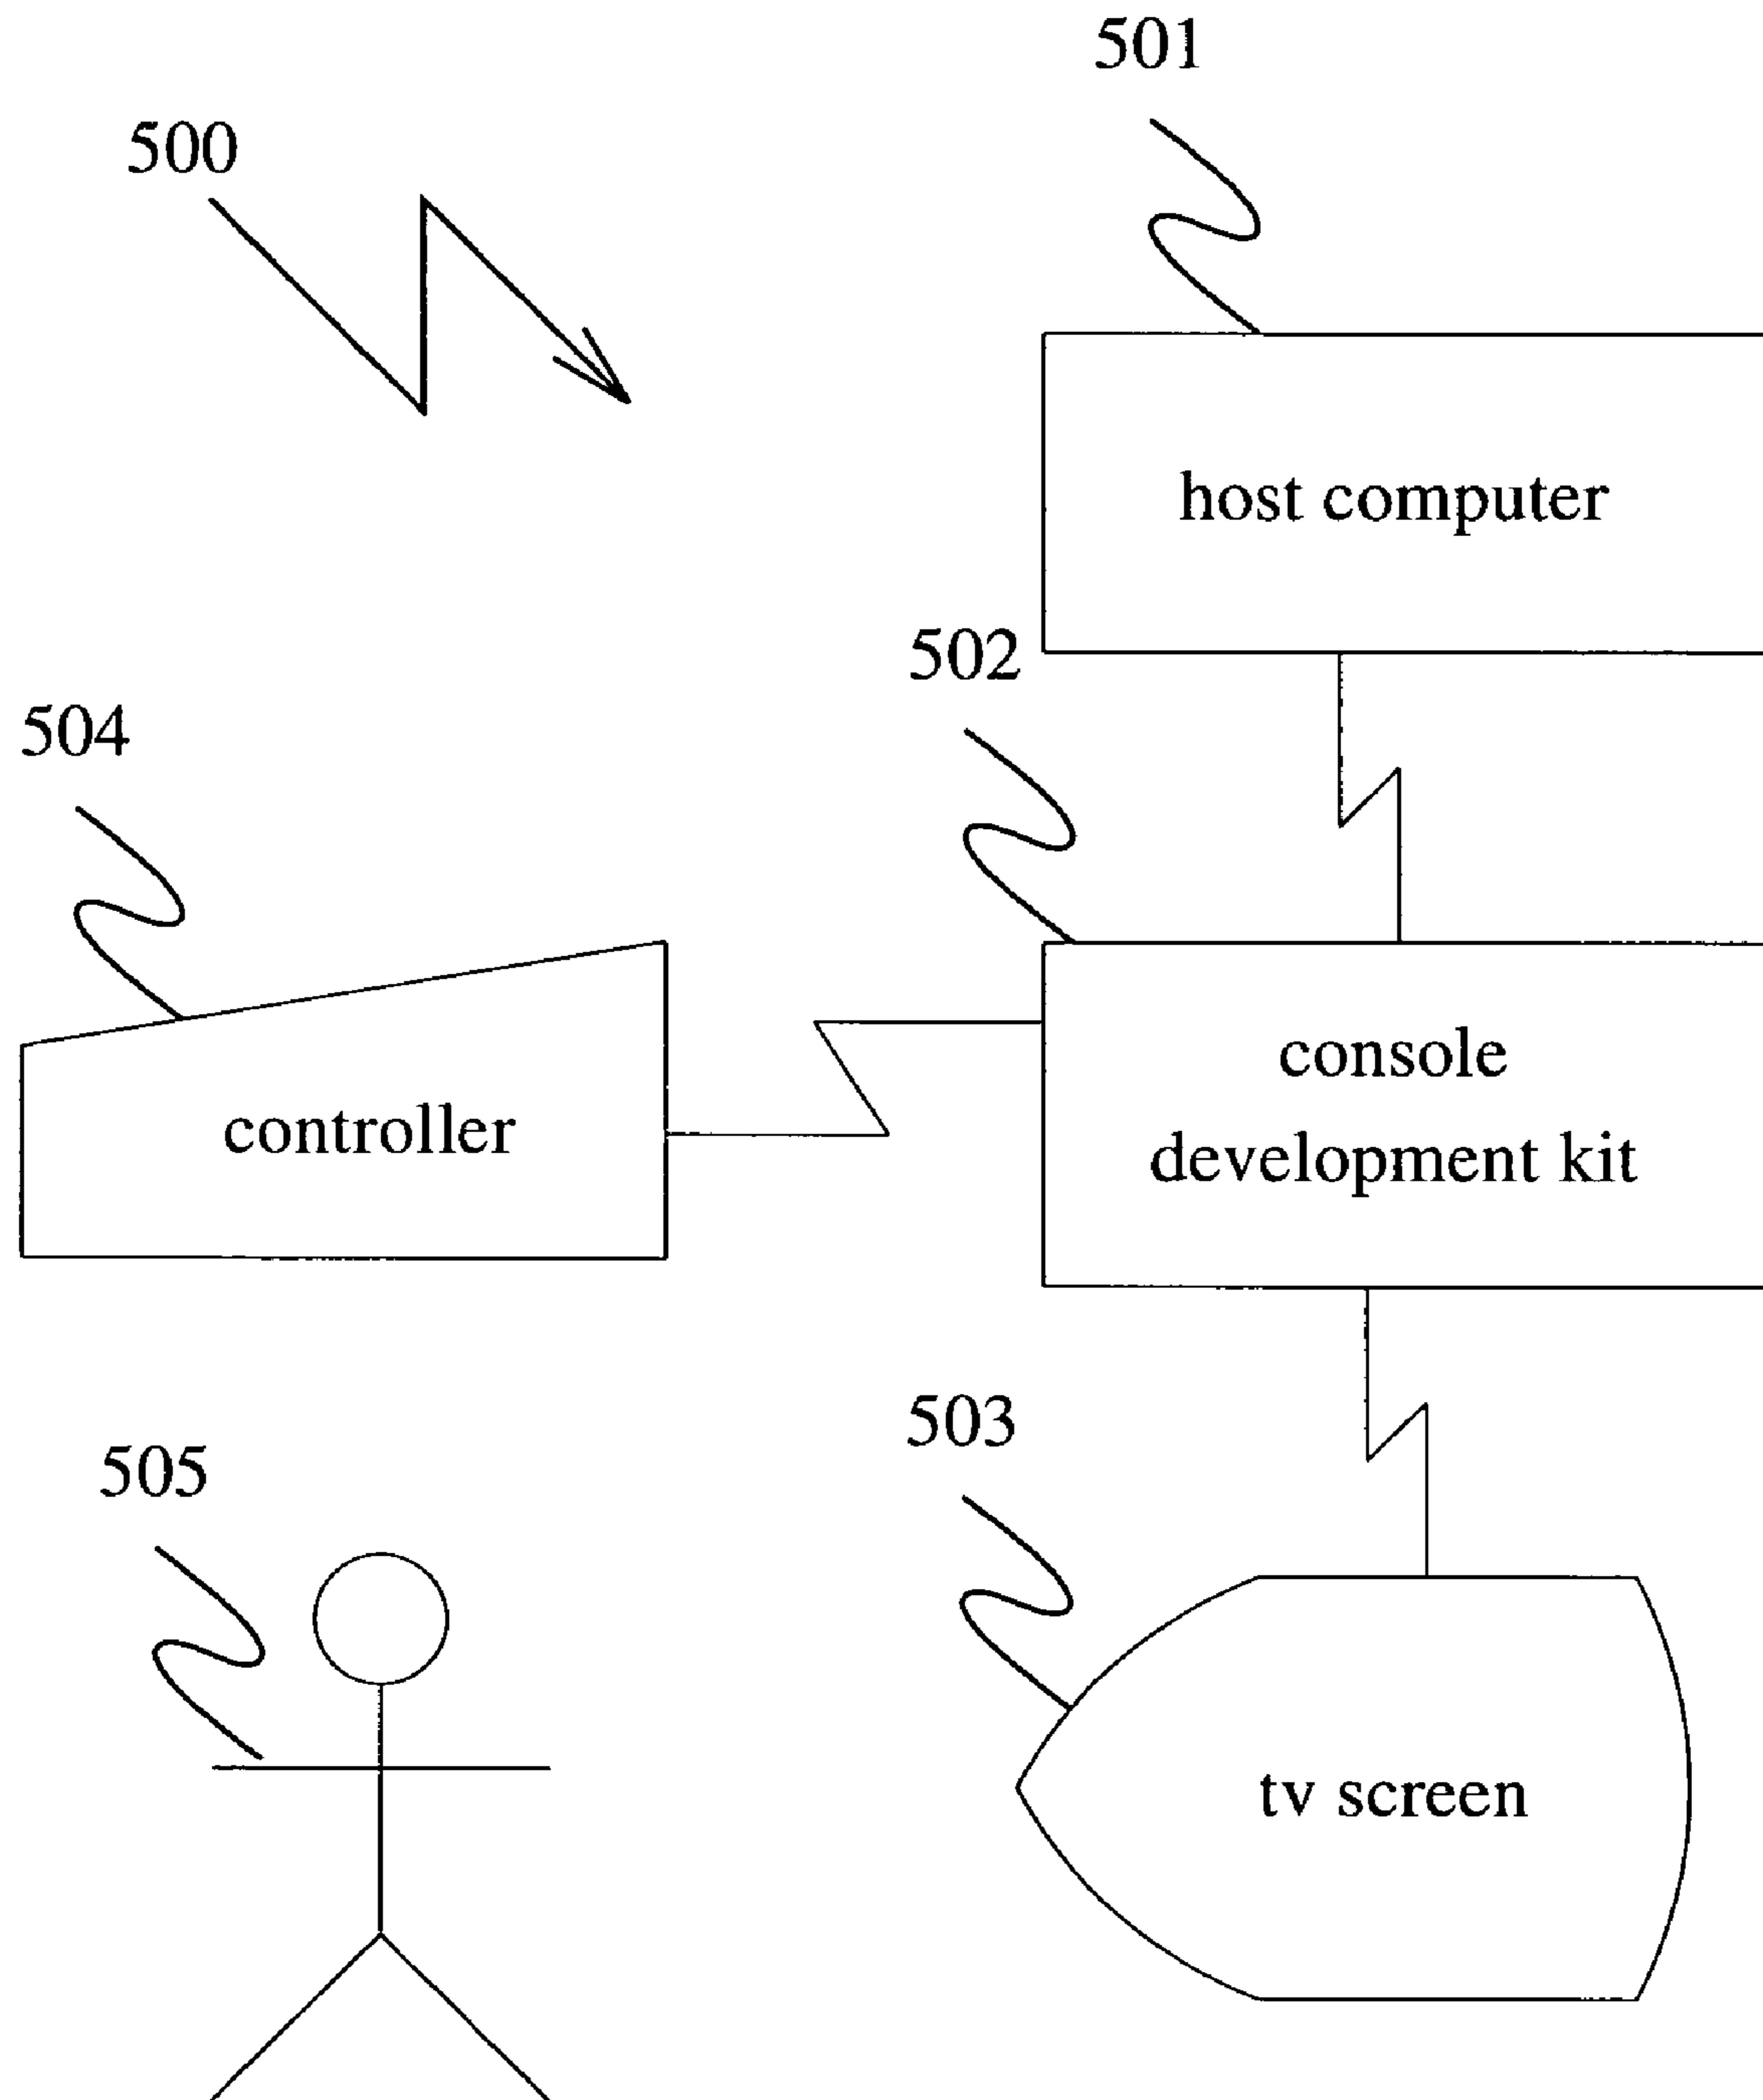 501
500
host computer
502
504
console
development kit
controller
503
505
tv screen